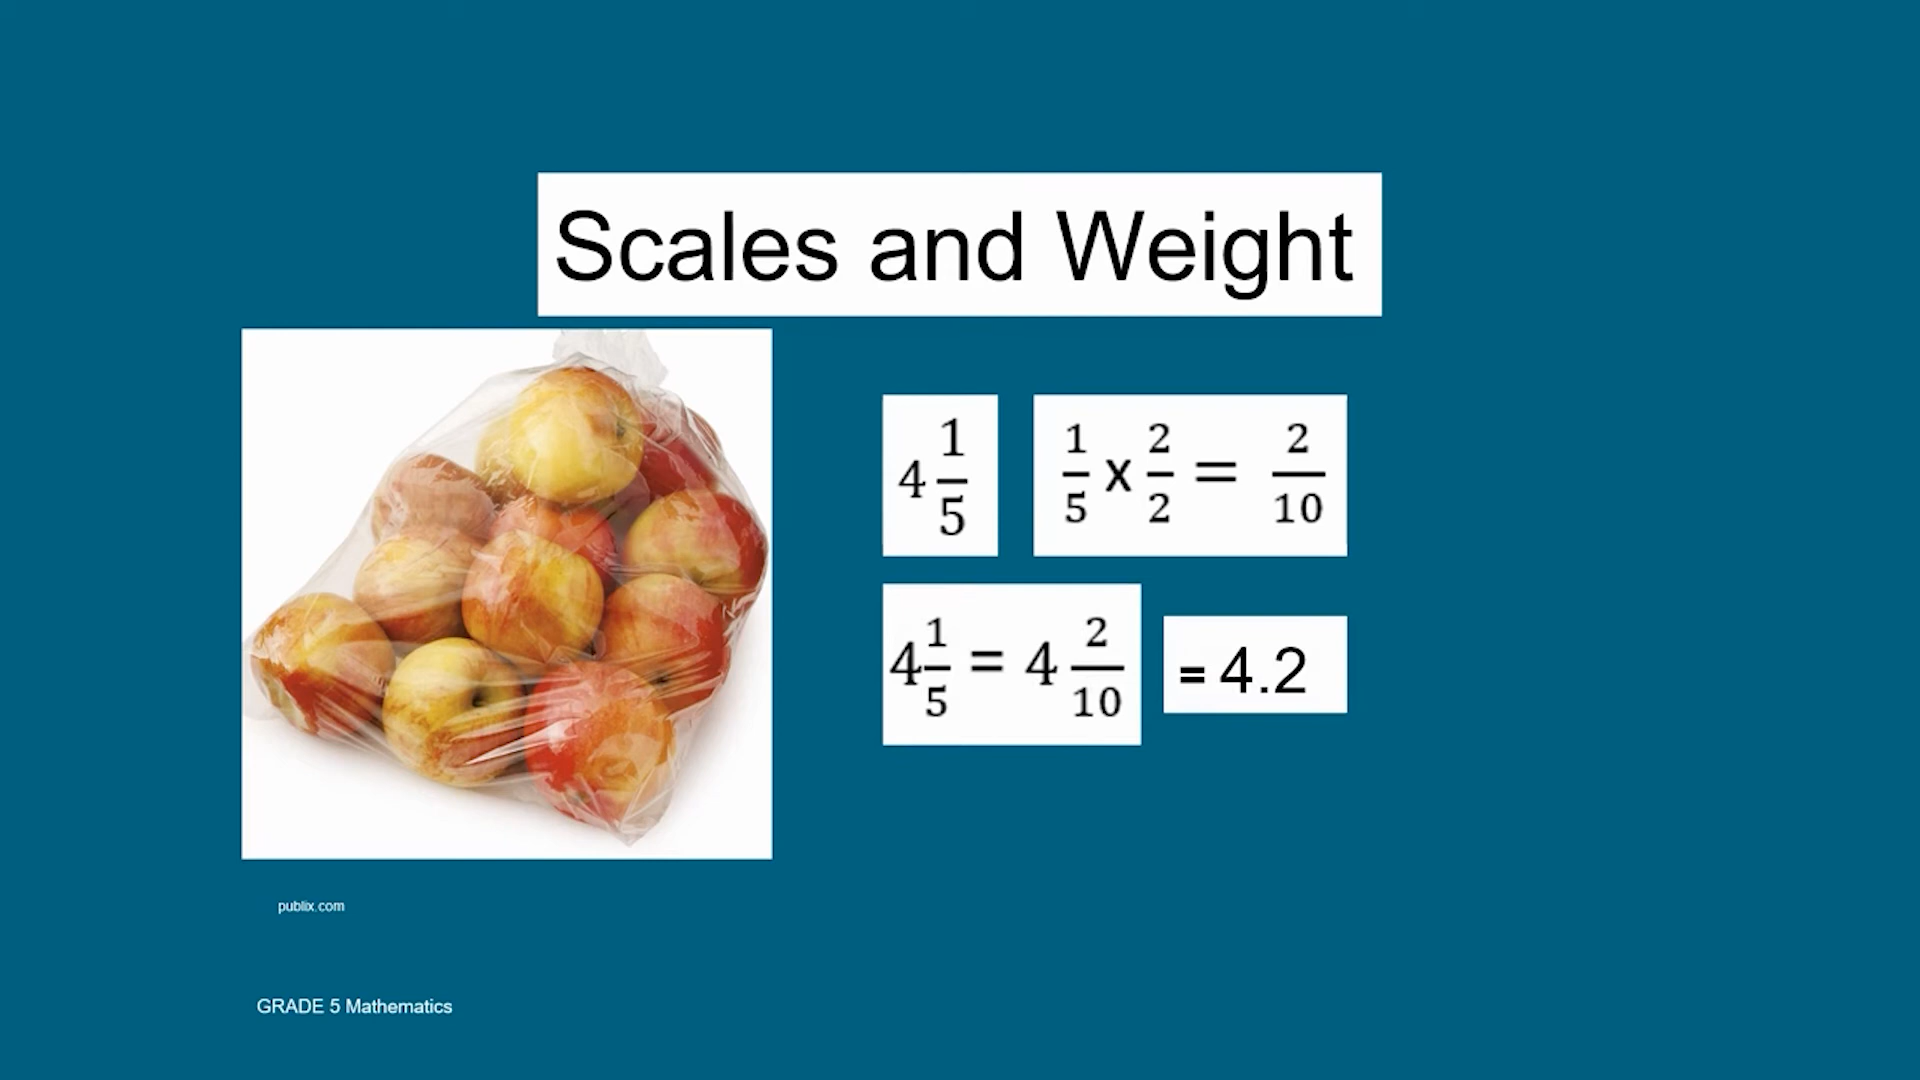 Scales and Weight
4 1/5
1/5 x 2/2 = 2/10
4 1/5 = 4 2/10
= 4.2
publix.com
GRADE 5 Mathematics